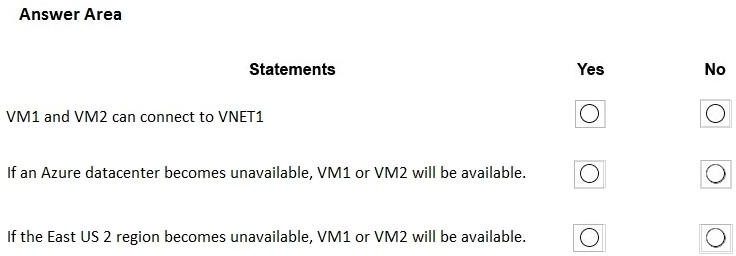 Answer Area
Statements Yes No
VM1 and VM2 can connect to VNET1
If an Azure datacenter becomes unavailable, VM1 or VM2 will be available.
If the East US 2 region becomes unavailable, VM1 or VM2 will be available.